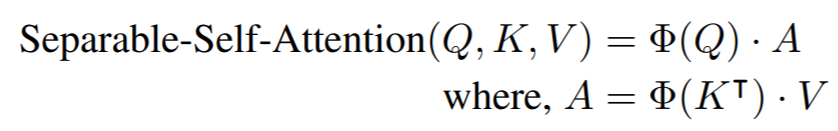 Separable-Self-Attention(Q, K, V) = Φ(Q) · A
where, A = Φ(K⊤) · V